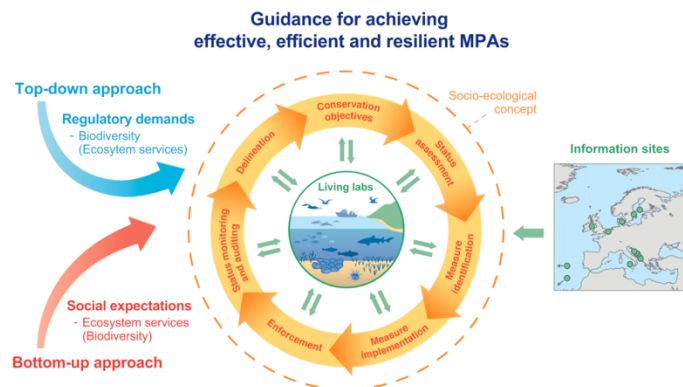 Guidance for achieving
effective, efficient and resilient MPAs
Top-down approach
Regulatory demands
- Biodiversity
(Ecosytem services)
Socio-ecological
concept
Conservation
objectives
Status
assessment
Measure
identification
Measure
implementation
Enforcement
Status monitoring
and auditing
Delineation
Living labs
Information sites
Social expectations
- Ecosystem services
(Biodiversity)
Bottom-up approach